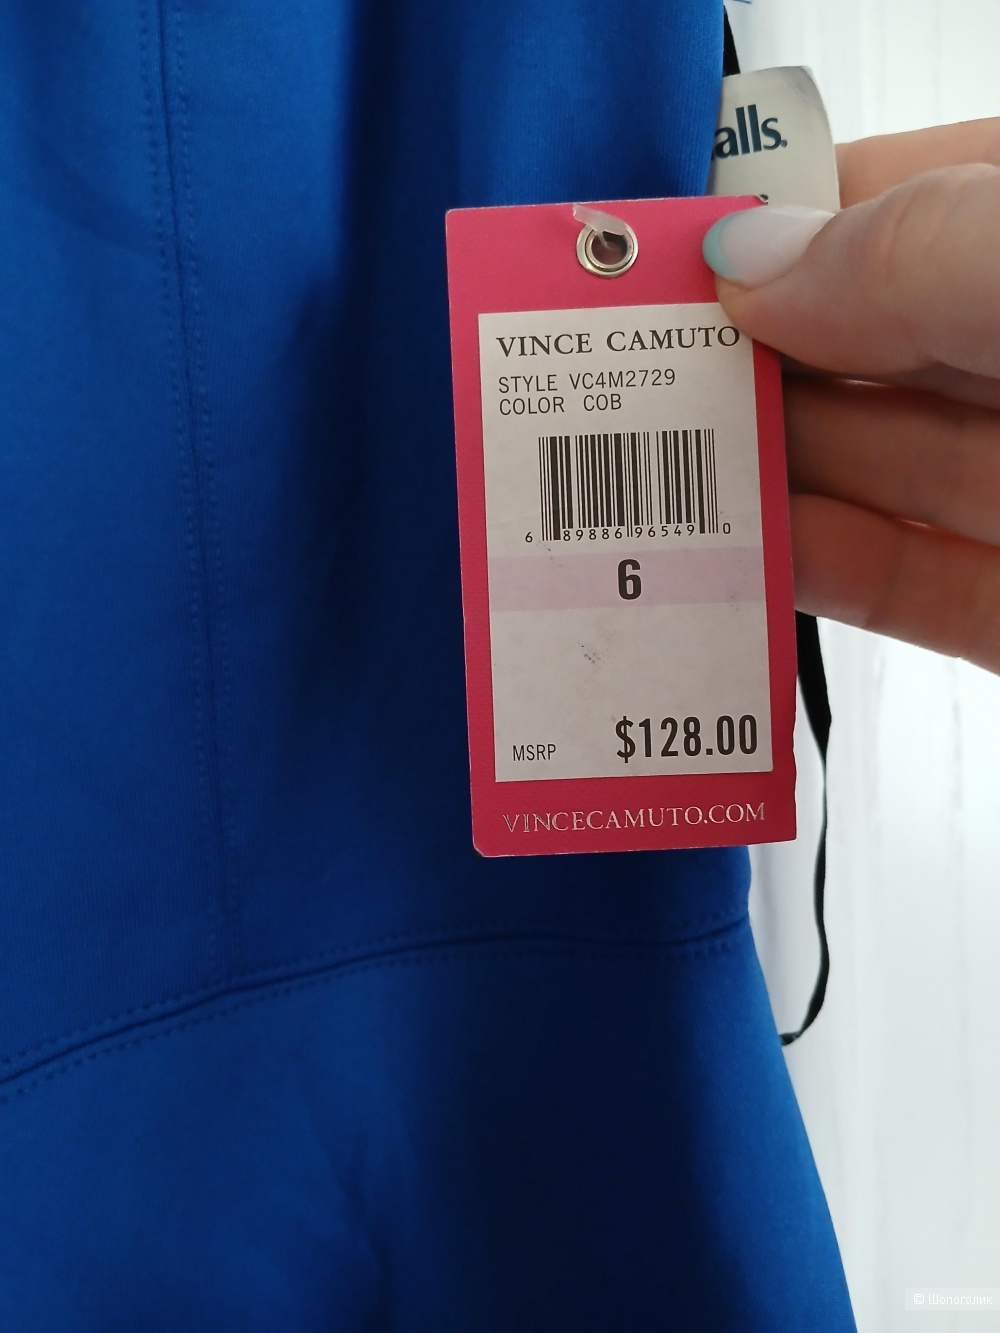 alls.
VINCE CAMUTO
STYLE VC4M2729
COLOR COB
6 89886 96549 0
6
MSRP $128.00
VINCECAMUTO.COM
© Шопоголик